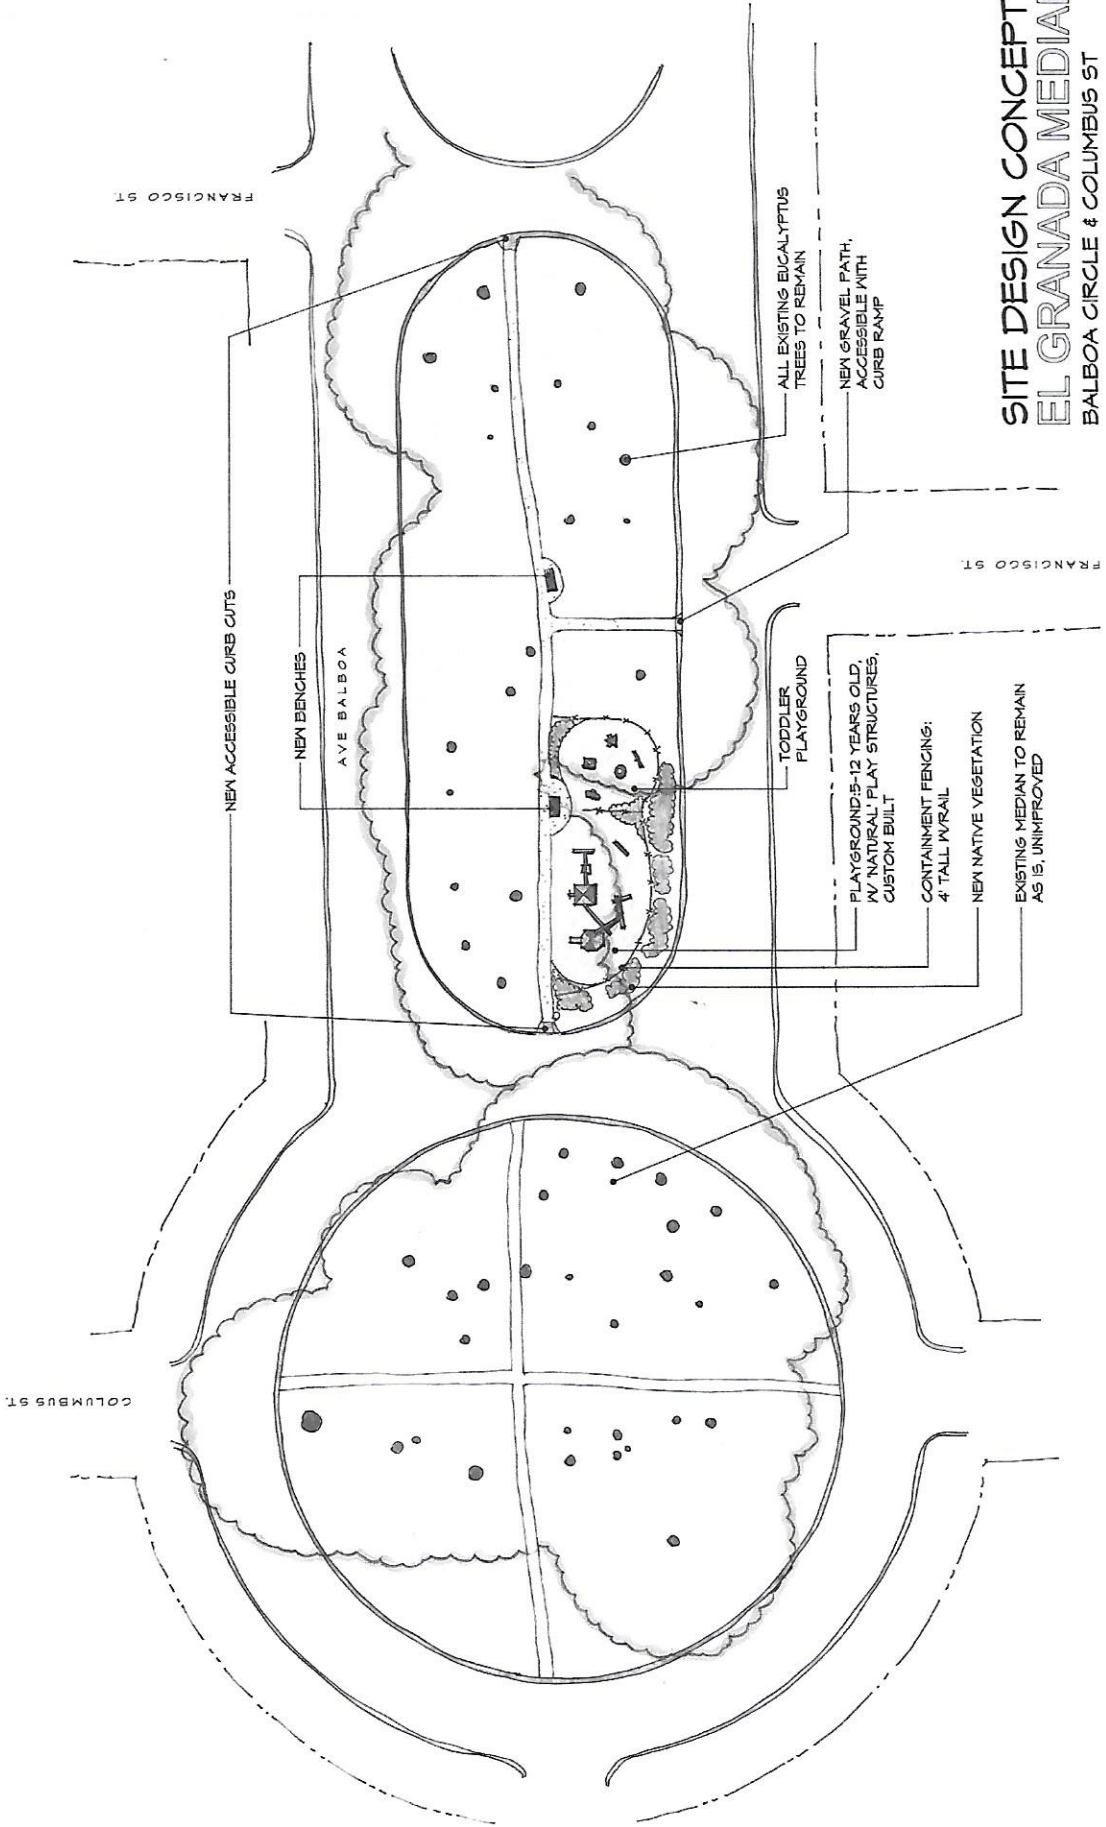 SITE DESIGN CONCEPT
EL GRANADA MEDIAN
BALBOA CIRCLE & COLUMBUS ST
COLUMBUS ST.
FRANCISCO ST.
FRANCISCO ST.
AVE BALBOA
NEW ACCESSIBLE CURB CUTS
NEW BENCHES
ALL EXISTING EUCALYPTUS
TREES TO REMAIN
NEW GRAVEL PATH,
ACCESSIBLE WITH
CURB RAMP
TODDLER
PLAYGROUND
PLAYGROUND:5-12 YEARS OLD,
W/ 'NATURAL' PLAY STRUCTURES,
CUSTOM BUILT
CONTAINMENT FENCING:
4' TALL W/RAIL
NEW NATIVE VEGETATION
EXISTING MEDIAN TO REMAIN
AS IS, UNIMPROVED